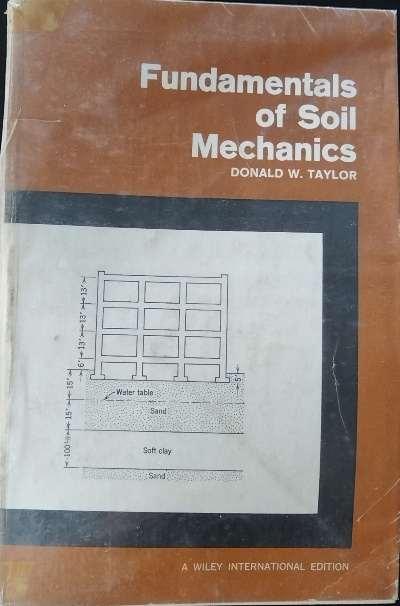 Fundamentals
of Soil
Mechanics
DONALD W. TAYLOR
13'
13'
13'
6'
5'
15'
Water table
15'
Sand
Soft clay
Sand
A WILEY INTERNATIONAL EDITION